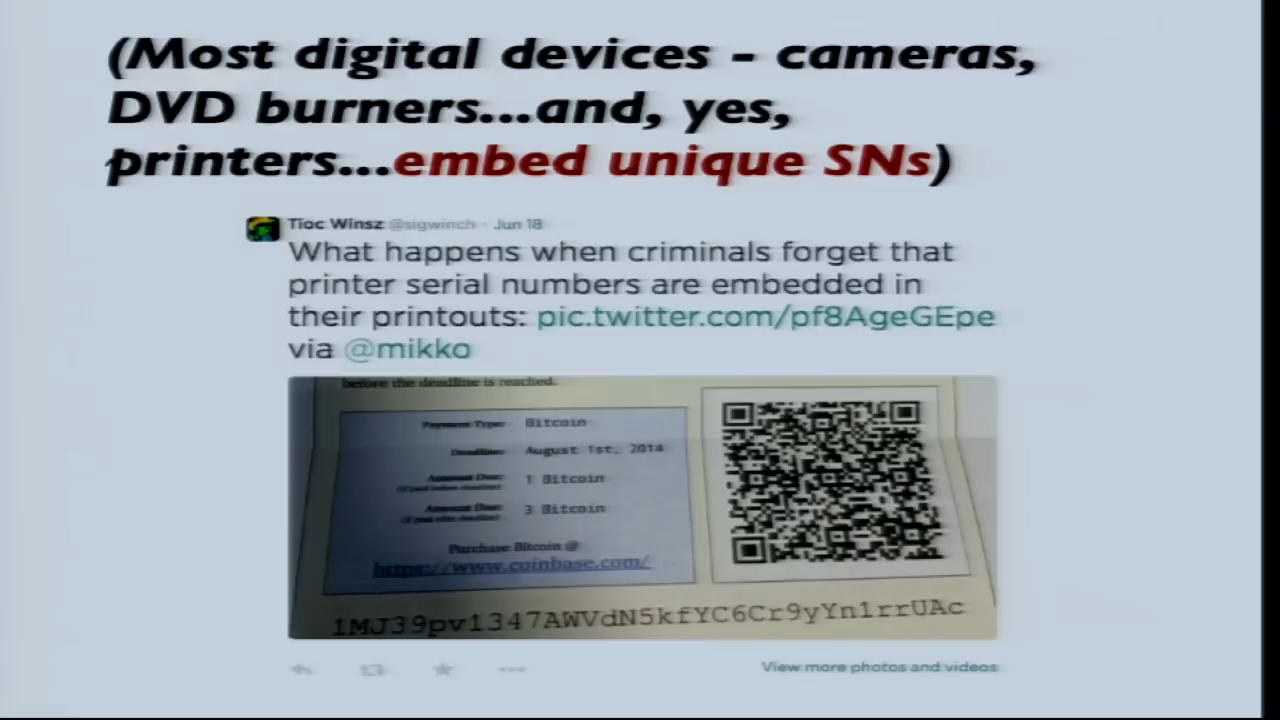 (Most digital devices - cameras,
DVD burners...and, yes,
printers...embed unique SNs)
Tioc Winsz @sigwinch - Jun 18
What happens when criminals forget that
printer serial numbers are embedded in
their printouts: pic.twitter.com/pf8AgeGEpe
via @mikko
before the deadline is reached.
Payment Type: Bitcoin
Deadline: August 1st, 2014
Amount Due: 1 Bitcoin
(if paid before deadline)
Amount Due: 3 Bitcoin
(if paid after deadline)
Purchase Bitcoin @
https://www.coinbase.com/
1MJ39pv1347AWVdN5kfYC6Cr9yYn1rrUAc
View more photos and videos